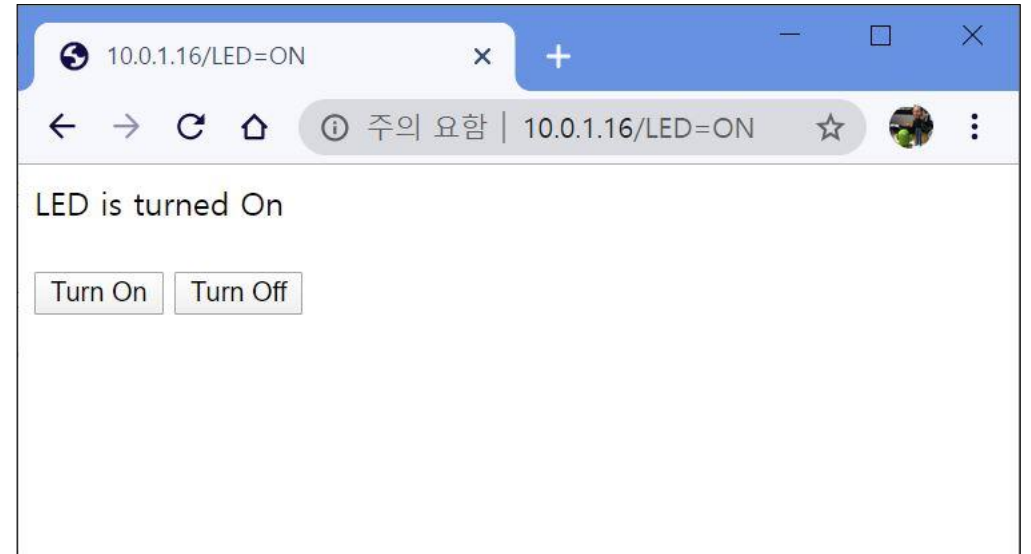 10.0.1.16/LED=ON
주의 요함 | 10.0.1.16/LED=ON
LED is turned On
Turn On Turn Off